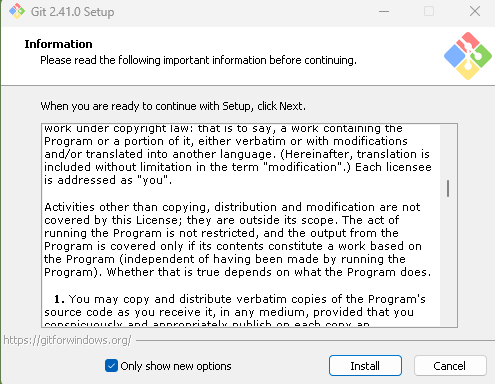 Git 2.41.0 Setup
Information
Please read the following important information before continuing.
When you are ready to continue with Setup, click Next.
work under copyright law: that is to say, a work containing the
Program or a portion of it, either verbatim or with modifications
and/or translated into another language. (Hereinafter, translation is
included without limitation in the term "modification".) Each licensee
is addressed as "you".
Activities other than copying, distribution and modification are not
covered by this License; they are outside its scope. The act of
running the Program is not restricted, and the output from the
Program is covered only if its contents constitute a work based on
the Program (independent of having been made by running the
Program). Whether that is true depends on what the Program does.
1. You may copy and distribute verbatim copies of the Program's
source code as you receive it, in any medium, provided that you
conspicuously and appropriately publish on each copy an
https://gitforwindows.org/
Only show new options
Install
Cancel